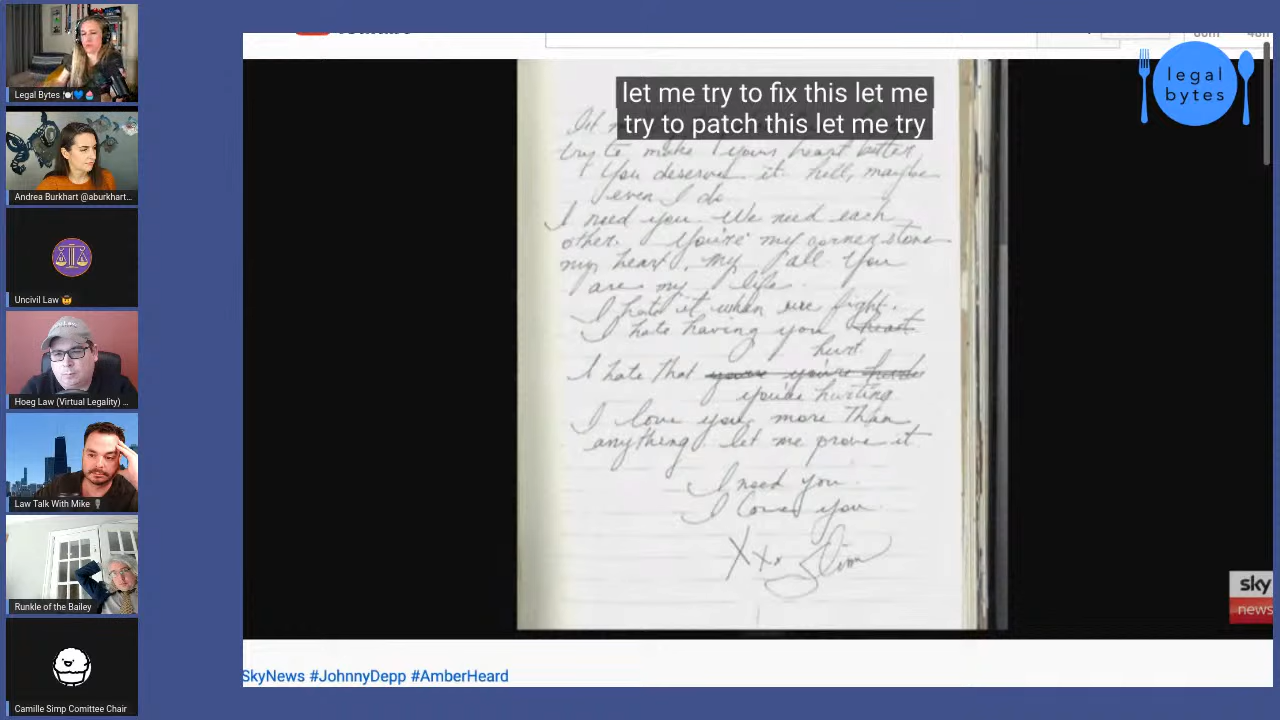 Legal Bytes 🍽💙🧁
Andrea Burkhart @aburkhart...
Uncivil Law 🤠
Hoeg Law (Virtual Legality) ...
Law Talk With Mike 🎙
Runkle of the Bailey
Camille Simp Comittee Chair
legal
bytes
let me try to fix this let me
try to patch this let me try
try to make your heart better
You deserve it. hell, maybe
even I do
I need you. We need each
other. You're my corner stone
my heart, my all. You
are my life.
I hate it when we fight.
I hate having you heart
hurt.
I hate that you're
you're hurting
I love you more than
anything. let me prove it.
I need you.
I love you.
Xxx Slim
sky
news
SkyNews #JohnnyDepp #AmberHeard